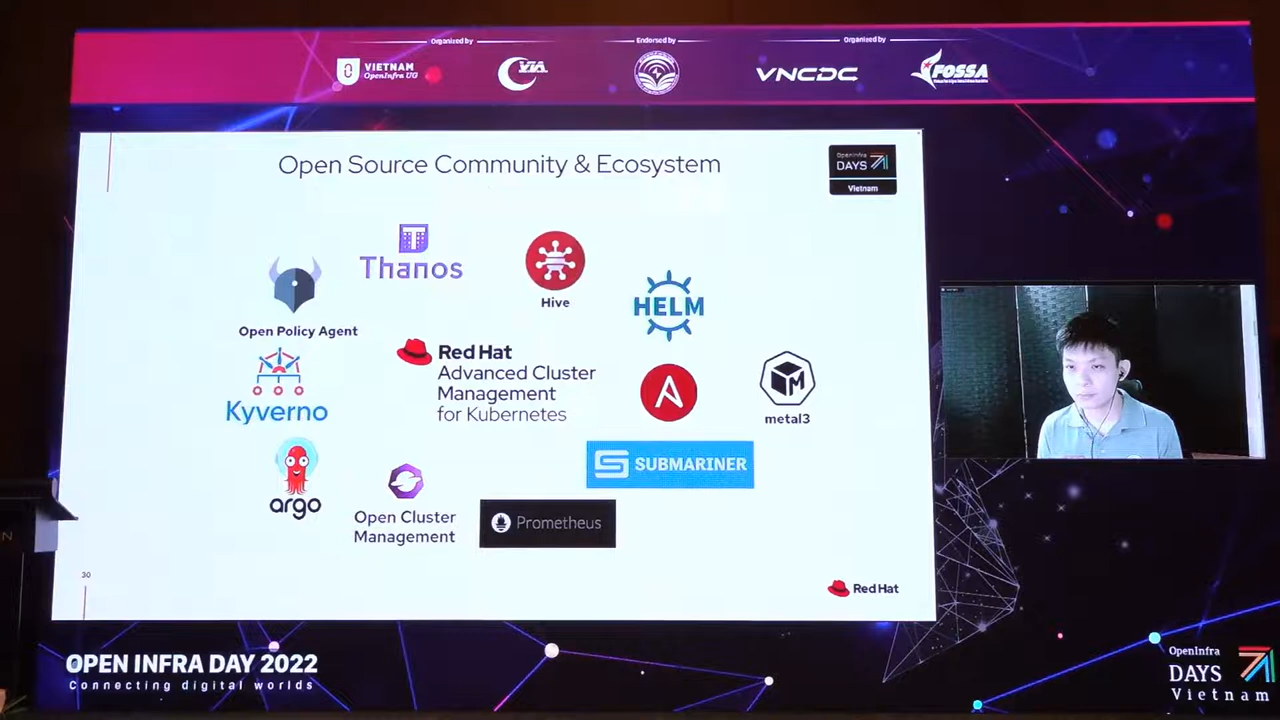 Organized by
Endorsed by
Organized by
VIETNAM
OpenInfra UG
VIA
VNCDC
FOSSA
Open Source Community & Ecosystem
OpenInfra
DAYS
Vietnam
Thanos
Hive
HELM
Open Policy Agent
Red Hat
Advanced Cluster
Management
for Kubernetes
Kyverno
metal3
SUBMARINER
argo
Open Cluster
Management
Prometheus
30
Red Hat
N
OPEN INFRA DAY 2022
Connecting digital worlds
OpenInfra
DAYS
Vietnam